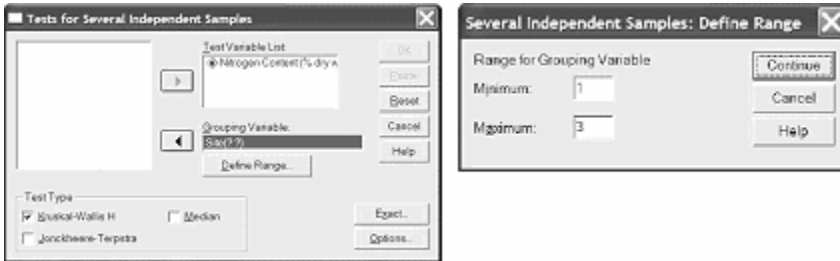 Tests for Several Independent Samples
Test Variable List:
Nitrogen Content (% dry w
OK
Paste
Reset
Cancel
Help
Grouping Variable:
Site(? ?)
Define Range...
Test Type
Kruskal-Wallis H
Median
Jonckheere-Terpstra
Exact...
Options...
Several Independent Samples: Define Range
Range for Grouping Variable
Minimum:
1
Maximum:
3
Continue
Cancel
Help